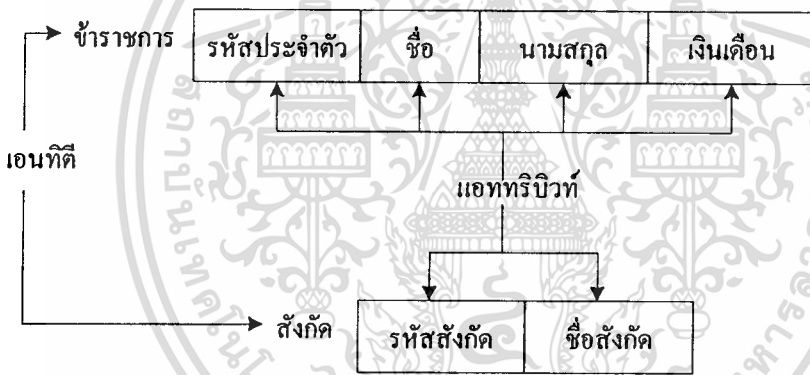 ข้าราชการ รหัสประจำตัว ชื่อ นามสกุล เงินเดือน
เอนทิตี
แอททริบิวท์
สังกัด รหัสสังกัด ชื่อสังกัด